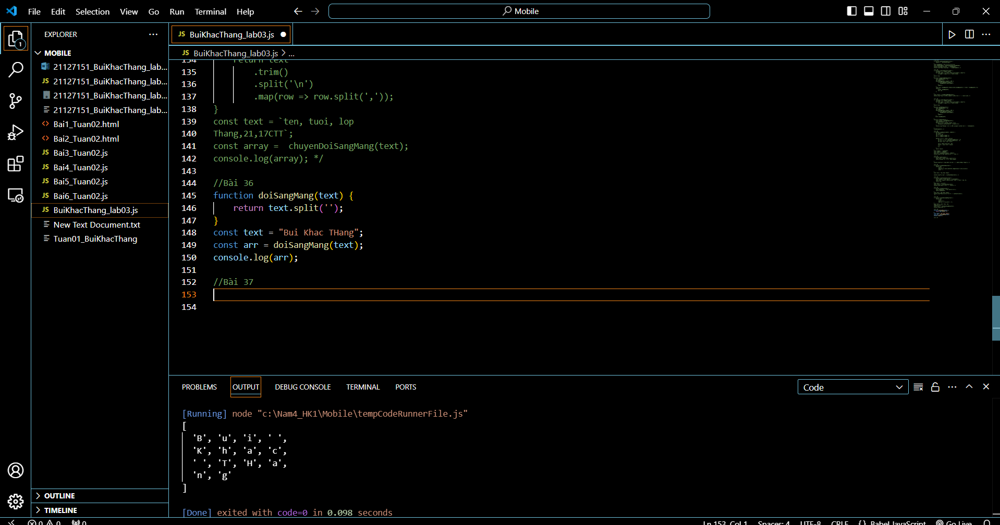 File Edit Selection View Go Run Terminal Help
Mobile
EXPLORER
1
MOBILE
21127151_BuiKhacThang_lab...
JS 21127151_BuiKhacThang_lab...
21127151_BuiKhacThang_lab...
21127151_BuiKhacThang_lab...
<> Bai1_Tuan02.html
<> Bai2_Tuan02.html
JS Bai3_Tuan02.js
JS Bai4_Tuan02.js
JS Bai5_Tuan02.js
JS Bai6_Tuan02.js
JS BuiKhacThang_lab03.js
New Text Document.txt
Tuan01_BuiKhacThang
OUTLINE
TIMELINE
JS BuiKhacThang_lab03.js
JS BuiKhacThang_lab03.js > ...
134 return text
135 .trim()
136 .split('\n')
137 .map(row => row.split(','));
138 }
139 const text = `ten, tuoi, lop
140 Thang,21,17CTT`;
141 const array =  chuyenDoiSangMang(text);
142 console.log(array); */
143
144 //Bài 36
145 function doiSangMang(text) {
146 return text.split('');
147 }
148 const text = "Bui Khac THang";
149 const arr = doiSangMang(text);
150 console.log(arr);
151
152 //Bài 37
153
154
PROBLEMS OUTPUT DEBUG CONSOLE TERMINAL PORTS
Code
[Running] node "c:\Nam4_HK1\Mobile\tempCodeRunnerFile.js"
[
'B', 'u', 'i', ' ',
'K', 'h', 'a', 'c',
' ', 'T', 'H', 'a',
'n', 'g'
]
[Done] exited with code=0 in 0.098 seconds
0 0 0 Ln 153, Col 1 Spaces: 4 UTF-8 CRLF {} Babel JavaScript Go Live